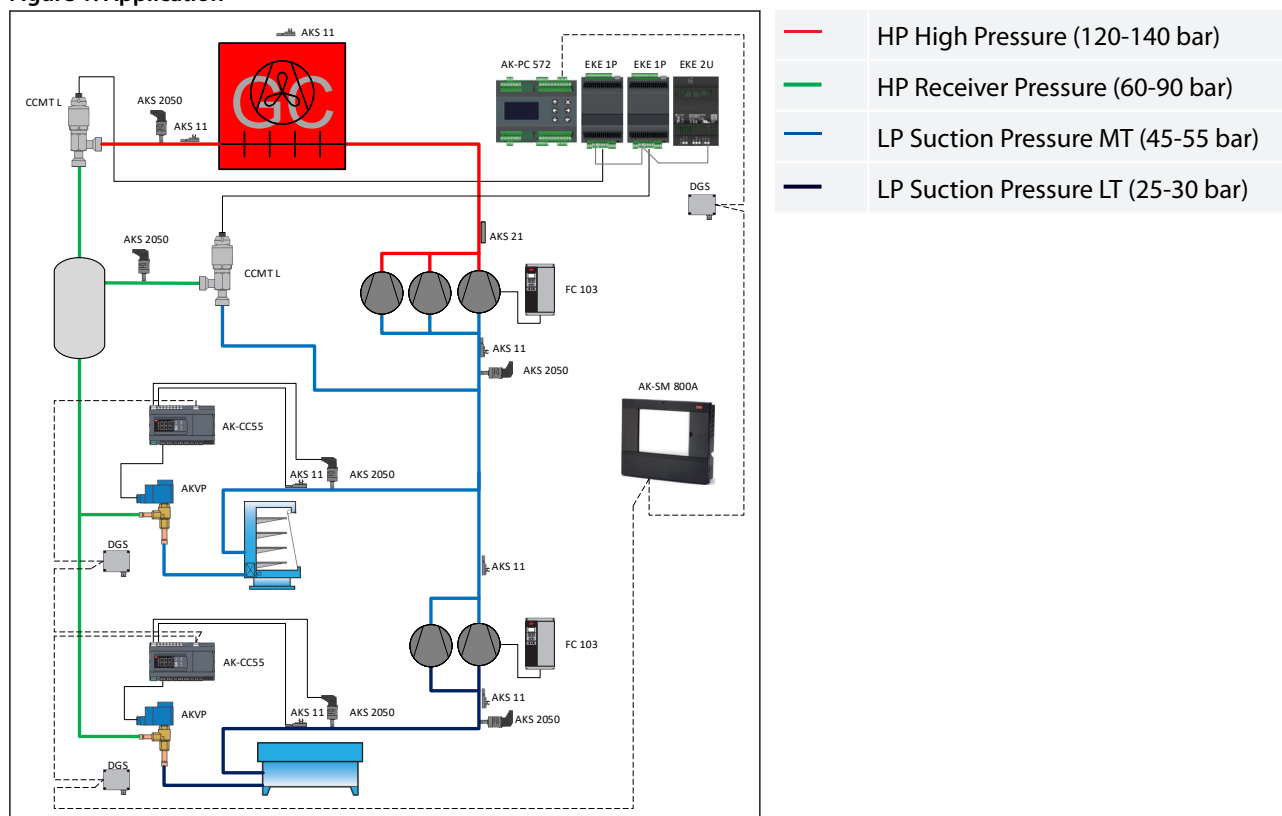 AKS 11
AK-PC 572
EKE 1P
EKE 1P
EKE 2U
CCMT L
AKS 2050
AKS 11
GC
DGS
AKS 2050
CCMT L
AKS 21
FC 103
AKS 11
AKS 2050
AK-SM 800A
AK-CC55
AKS 11
AKS 2050
AKVP
DGS
AKS 11
FC 103
AK-CC55
AKS 11
AKS 2050
AKVP
AKS 11
AKS 2050
DGS
HP High Pressure (120-140 bar)
HP Receiver Pressure (60-90 bar)
LP Suction Pressure MT (45-55 bar)
LP Suction Pressure LT (25-30 bar)